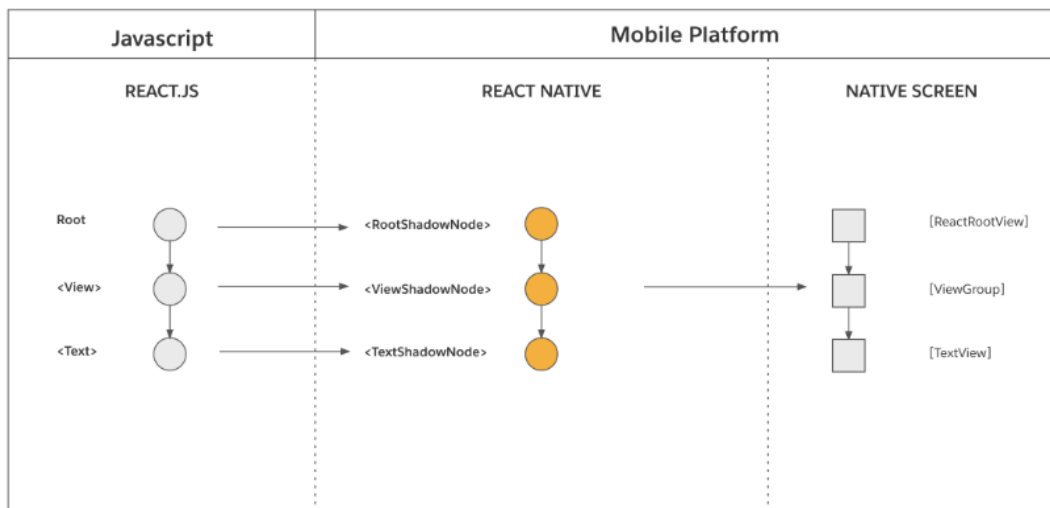 Javascript
Mobile Platform
REACT.JS
REACT NATIVE
NATIVE SCREEN
Root
<RootShadowNode>
[ReactRootView]
<View>
<ViewShadowNode>
[ViewGroup]
<Text>
<TextShadowNode>
[TextView]